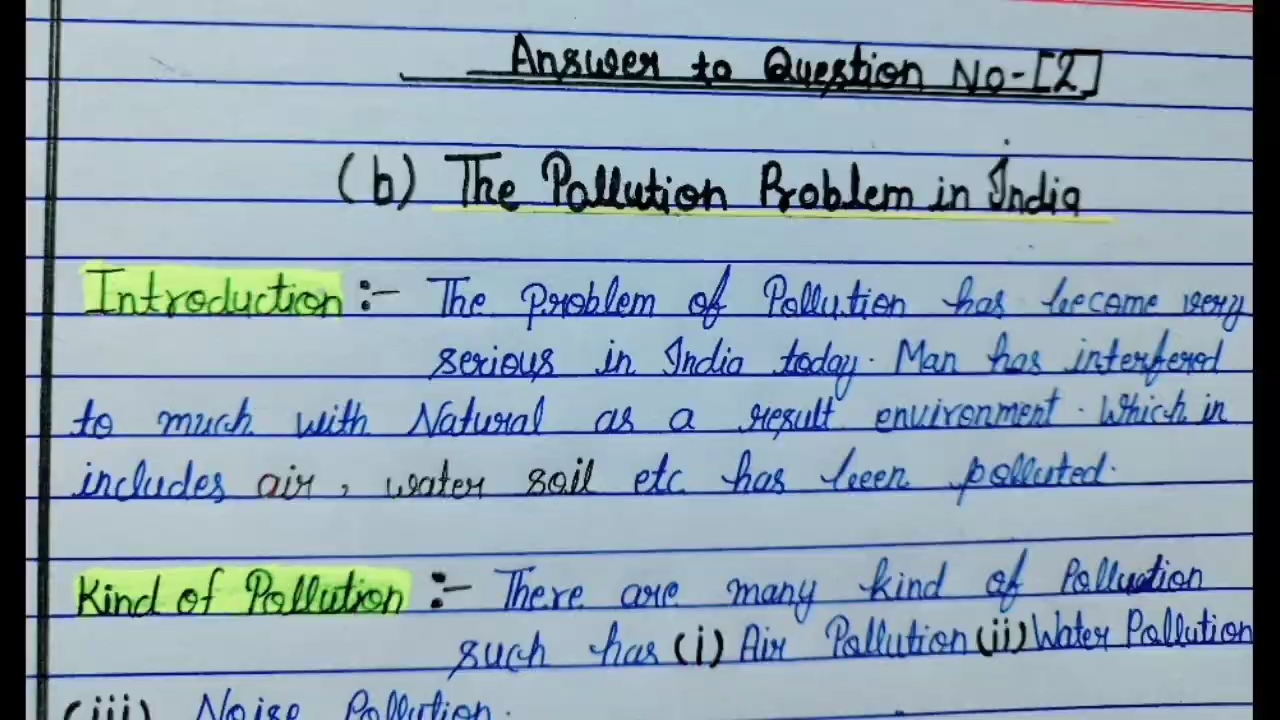 Answer to Question No-[2]
(b) The Pollution Problem in India
Introduction :- The Problem of Pollution has become very
serious in India today. Man has interfered
to much with Natural as a result environment. Which in
includes air, water soil etc has been polluted.
Kind of Pollution :- There are many kind of Pollution
such has (i) Air Pollution (ii) Water Pollution
(iii) Noise Pollution.